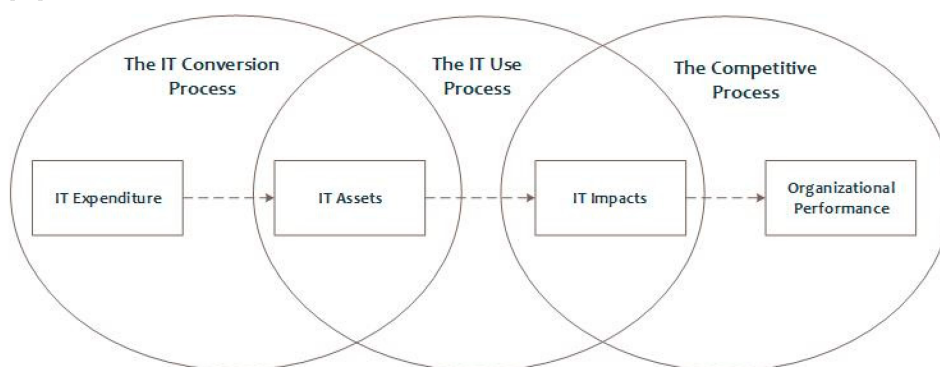 The IT Conversion
Process
The IT Use
Process
The Competitive
Process
IT Expenditure
IT Assets
IT Impacts
Organizational
Performance